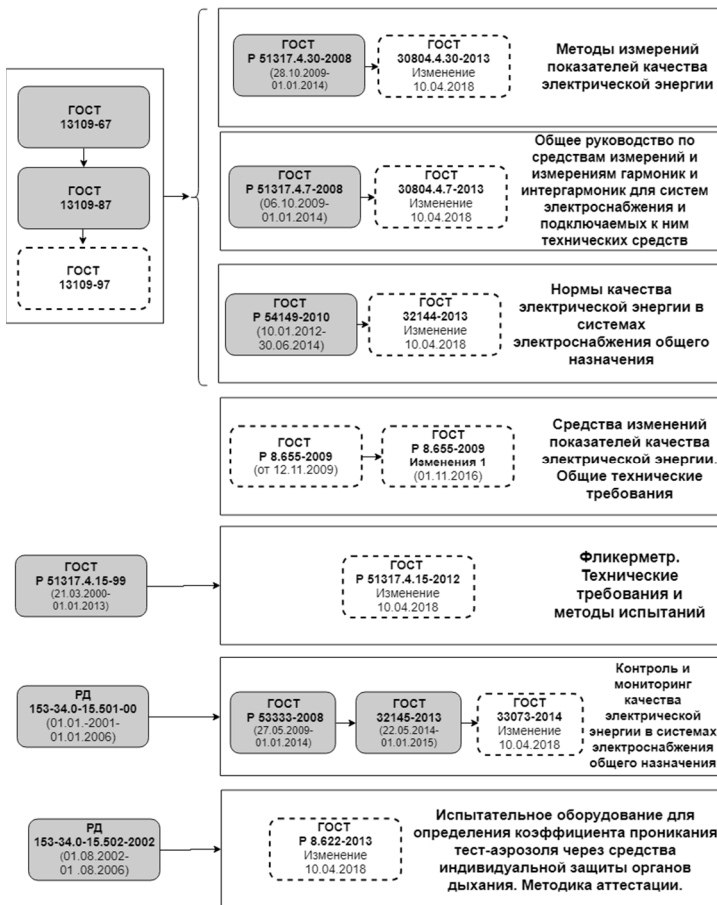 ГОСТ
13109-67
ГОСТ
13109-87
ГОСТ
13109-97
ГОСТ
Р 51317.4.30-2008
(28.10.2009-
01.01.2014)
ГОСТ
30804.4.30-2013
Изменение
10.04.2018
Методы измерений
показателей качества
электрической энергии
ГОСТ
Р 51317.4.7-2008
(06.10.2009-
01.01.2014)
ГОСТ
30804.4.7-2013
Изменение
10.04.2018
Общее руководство по
средствам измерений и
измерениям гармоник и
интергармоник для систем
электроснабжения и
подключаемых к ним
технических средств
ГОСТ
Р 54149-2010
(10.01.2012-
30.06.2014)
ГОСТ
32144-2013
Изменение
10.04.2018
Нормы качества
электрической энергии в
системах
электроснабжения общего
назначения
ГОСТ
Р 8.655-2009
(от 12.11.2009)
ГОСТ
Р 8.655-2009
Изменения 1
(01.11.2016)
Средства изменений
показателей качества
электрической энергии.
Общие технические
требования
ГОСТ
Р 51317.4.15-99
(21.03.2000-
01.01.2013)
ГОСТ
Р 51317.4.15-2012
Изменение
10.04.2018
Фликерметр.
Технические
требования и
методы испытаний
РД
153-34.0-15.501-00
(01.01.-2001-
01.01.2006)
ГОСТ
Р 53333-2008
(27.05.2009-
01.01.2014)
ГОСТ
32145-2013
(22.05.2014-
01.01.2015)
ГОСТ
33073-2014
Изменение
10.04.2018
Контроль и
мониторинг
качества
электрической
энергии в системах
электроснабжения
общего назначения
РД
153-34.0-15.502-2002
(01.08.2002-
01 .08.2006)
ГОСТ
Р 8.622-2013
Изменение
10.04.2018
Испытательное оборудование для
определения коэффициента проникания
тест-аэрозоля через средства
индивидуальной защиты органов
дыхания. Методика аттестации.